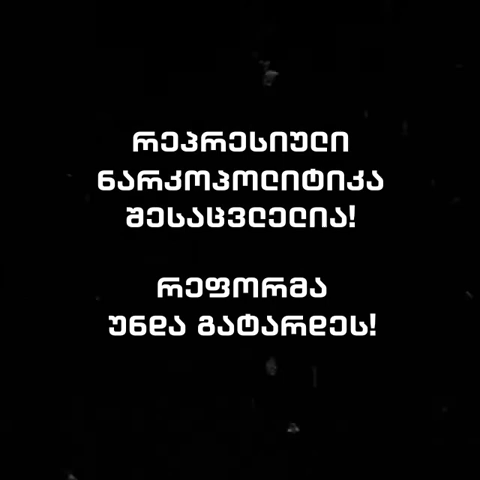 რეპრესიული
ნარკოპოლიტიკა
შესაცვლელია!
რეფორმა
უნდა გატარდეს!